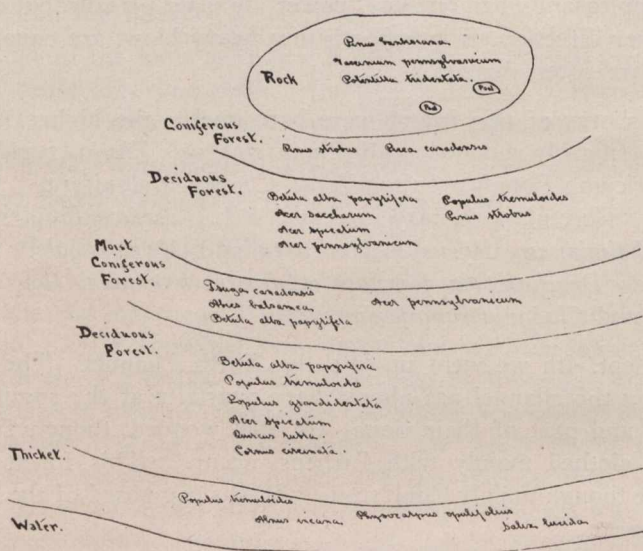 Pinus banksiana
Vaccinium pennsylvanicum
Rock
Potentilla tridentata.
Pool
Pool
Coniferous
Forest.
Pinus strobus Picea canadensis
Deciduous
Forest.
Betula alba papyrifera Populus tremuloides
Acer saccharum Pinus strobus
Acer spicatum
Acer pennsylvanicum
Moist
Coniferous
Forest.
Tsuga canadensis
Abies balsamea, Acer pennsylvanicum
Betula alba papyrifera
Deciduous
Forest.
Betula alba papyrifera
Populus tremuloides
Populus grandidentata
Acer spicatum
Quercus rubra.
Cornus circinata.
Thicket.
Populus tremuloides
Alnus incana Physocarpus opulifolius
Salix lucida
Water.